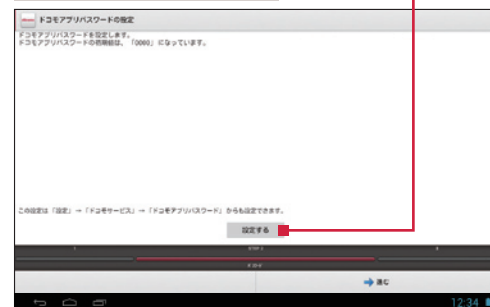 ドコモアプリパスワードの設定
ドコモアプリパスワードを設定します。
ドコモアプリパスワードの初期値は、「0000」になっています。
この設定は「設定」→「ドコモサービス」→「ドコモアプリパスワード」からも設定できます。
設定する
進む
12:34